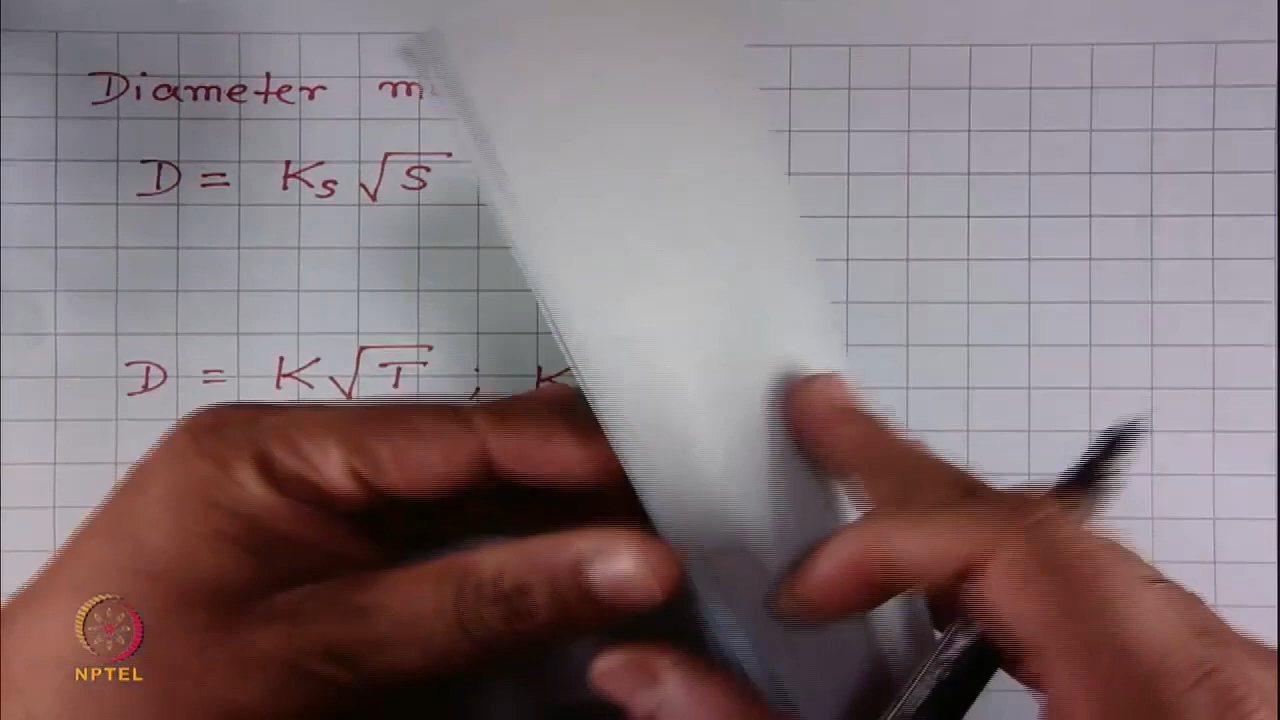 Diameter
D = Ks √S
D = K√T ; K
NPTEL